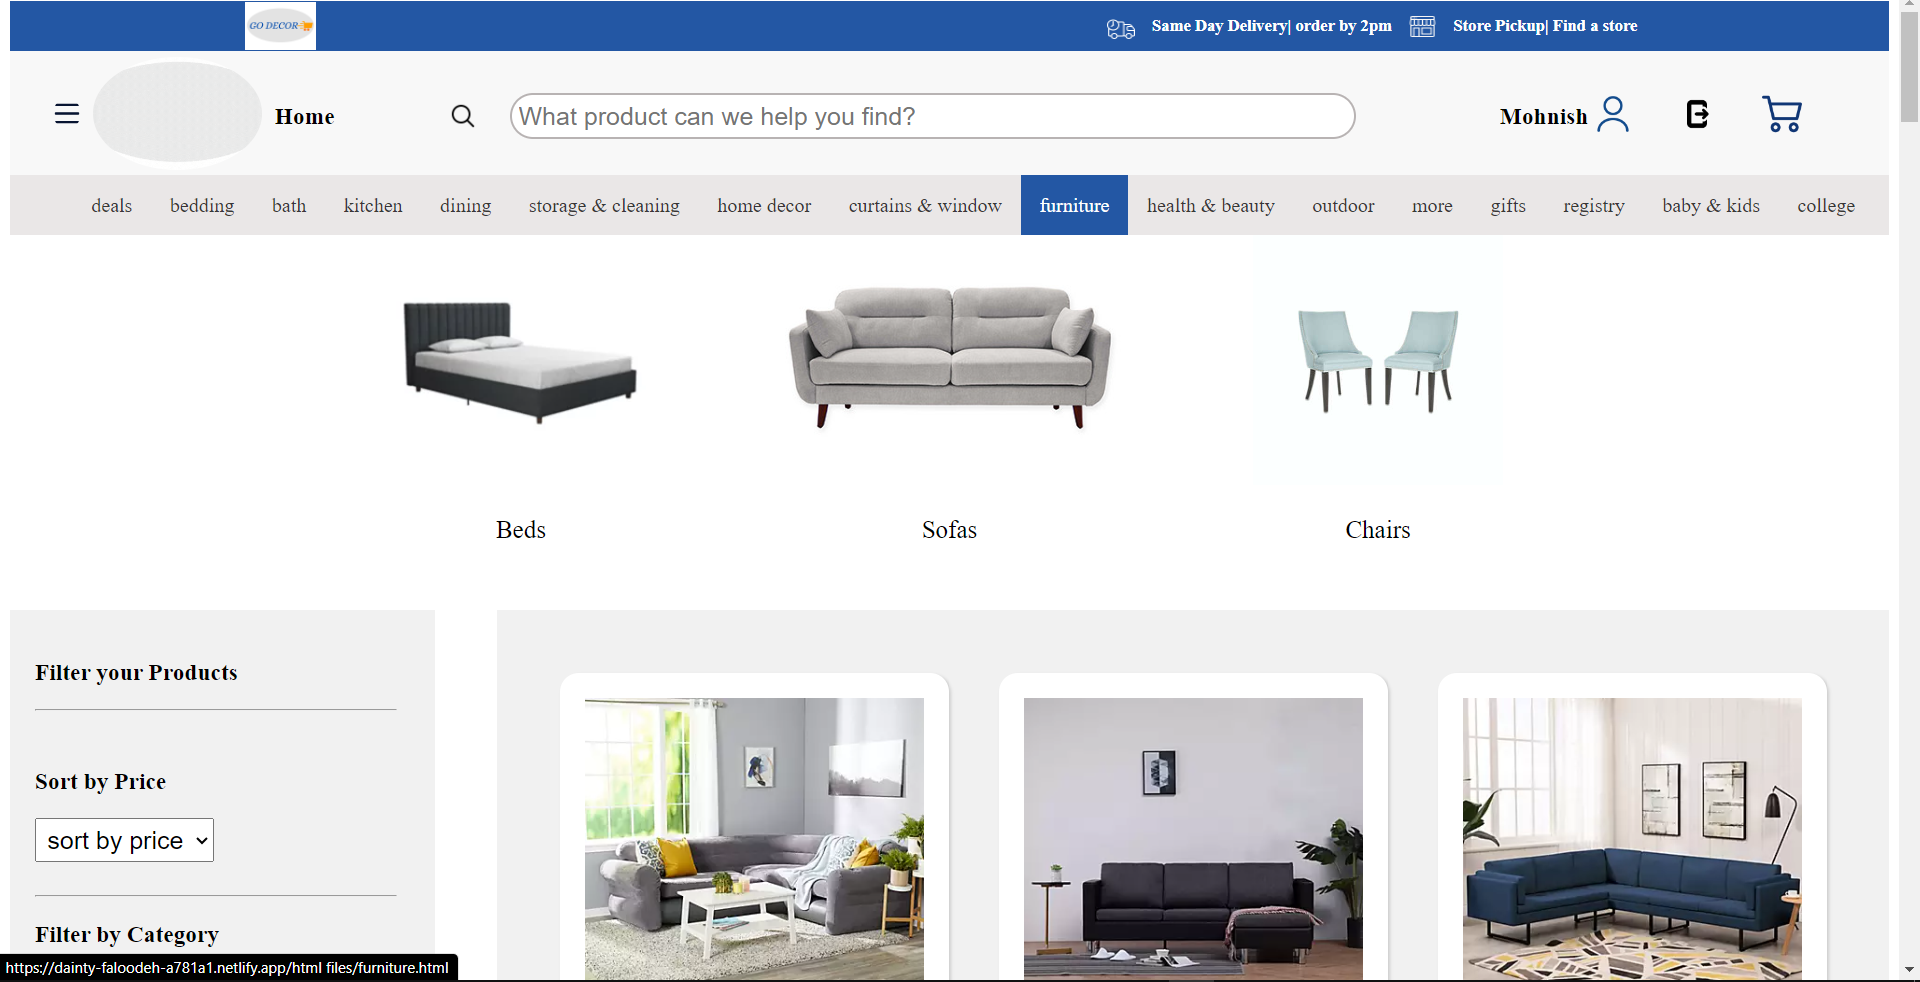 GO DECOR
Same Day Delivery| order by 2pm
Store Pickup| Find a store
Home
What product can we help you find?
Mohnish
deals bedding bath kitchen dining storage & cleaning home decor curtains & window furniture health & beauty outdoor more gifts registry baby & kids college
Beds
Sofas
Chairs
Filter your Products
Sort by Price
sort by price
Filter by Category
https://dainty-faloodeh-a781a1.netlify.app/html files/furniture.html